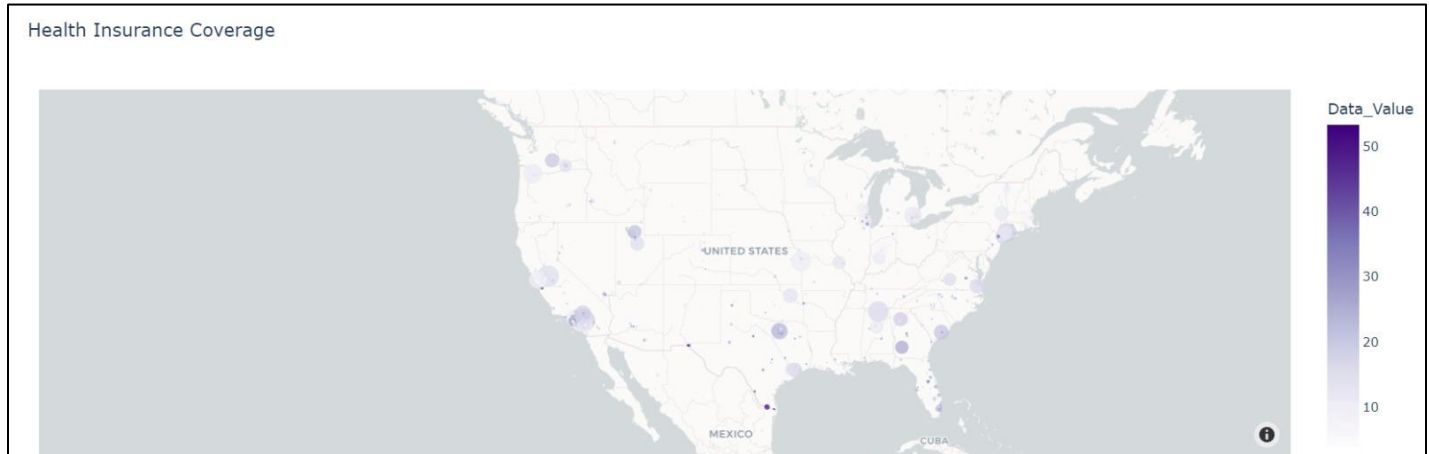 Health Insurance Coverage
Data_Value
50
40
UNITED STATES
30
20
10
MEXICO
CUBA
i